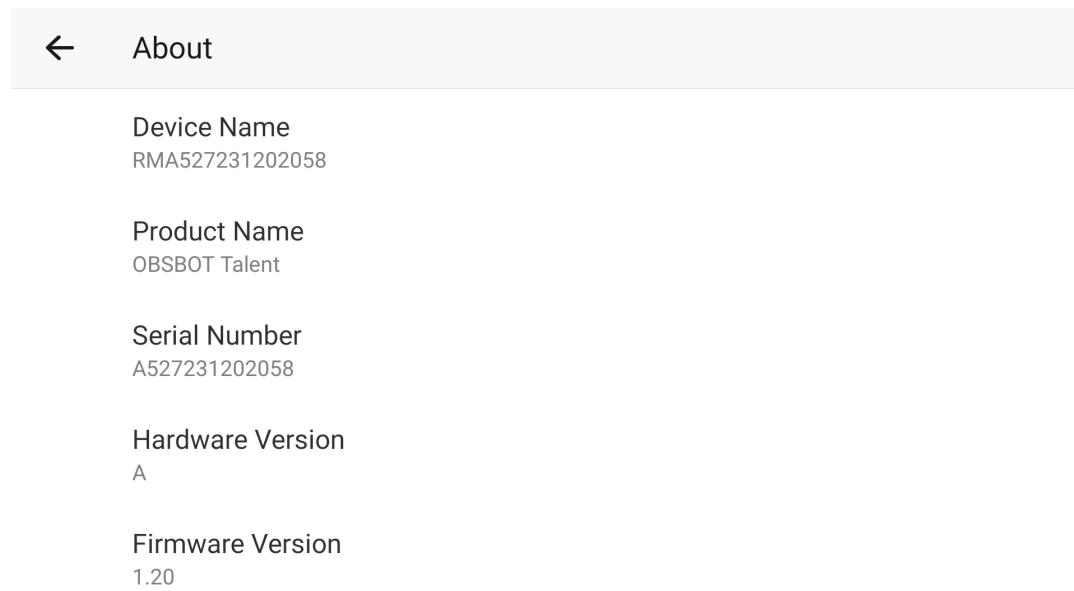 About
Device Name
RMA527231202058
Product Name
OBSBOT Talent
Serial Number
A527231202058
Hardware Version
A
Firmware Version
1.20